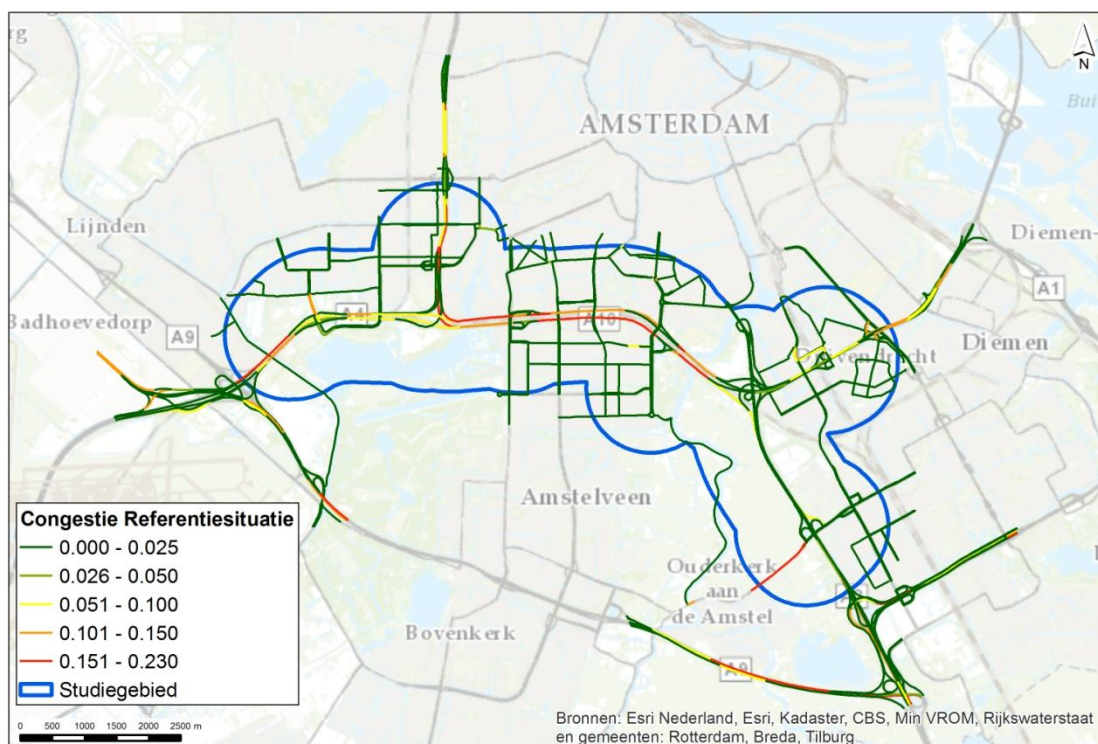 N
AMSTERDAM
Lijnden
Diemen-
A1
Badhoevedorp
A9
A4
A10
Duivendrecht
Diemen
Amstelveen
Ouderkerk
aan
de Amstel
Bovenkerk
A9
Congestie Referentiesituatie
0.000 - 0.025
0.026 - 0.050
0.051 - 0.100
0.101 - 0.150
0.151 - 0.230
Studiegebied
0 500 1000 1500 2000 2500 m
Bronnen: Esri Nederland, Esri, Kadaster, CBS, Min VROM, Rijkswaterstaat
en gemeenten: Rotterdam, Breda, Tilburg